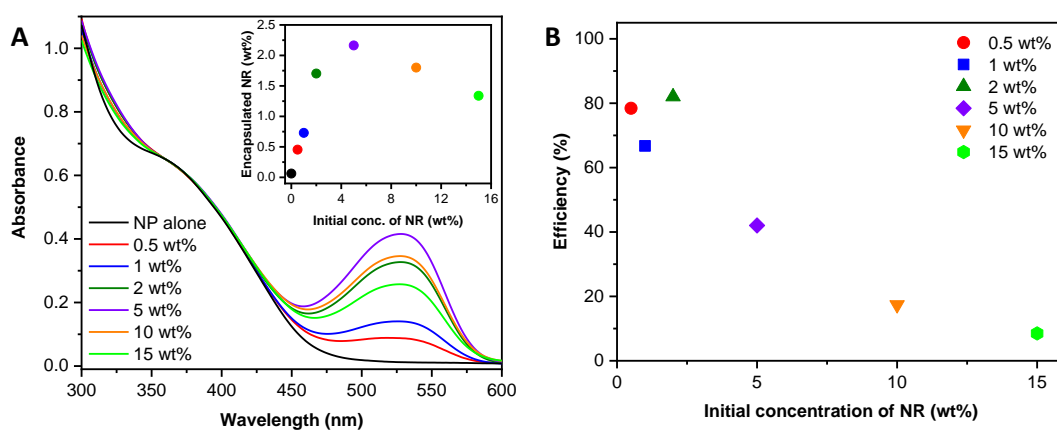 A
1.0
0.8
0.6
0.4
0.2
0.0
Absorbance
300 350 400 450 500 550 600
Wavelength (nm)
NP alone
0.5 wt%
1 wt%
2 wt%
5 wt%
10 wt%
15 wt%
2.5
2.0
1.5
1.0
0.5
0.0
Encapsulated NR (wt%)
0 4 8 12 16
Initial conc. of NR (wt%)
B
100
80
60
40
20
0
Efficiency (%)
0 5 10 15
Initial concentration of NR (wt%)
0.5 wt%
1 wt%
2 wt%
5 wt%
10 wt%
15 wt%